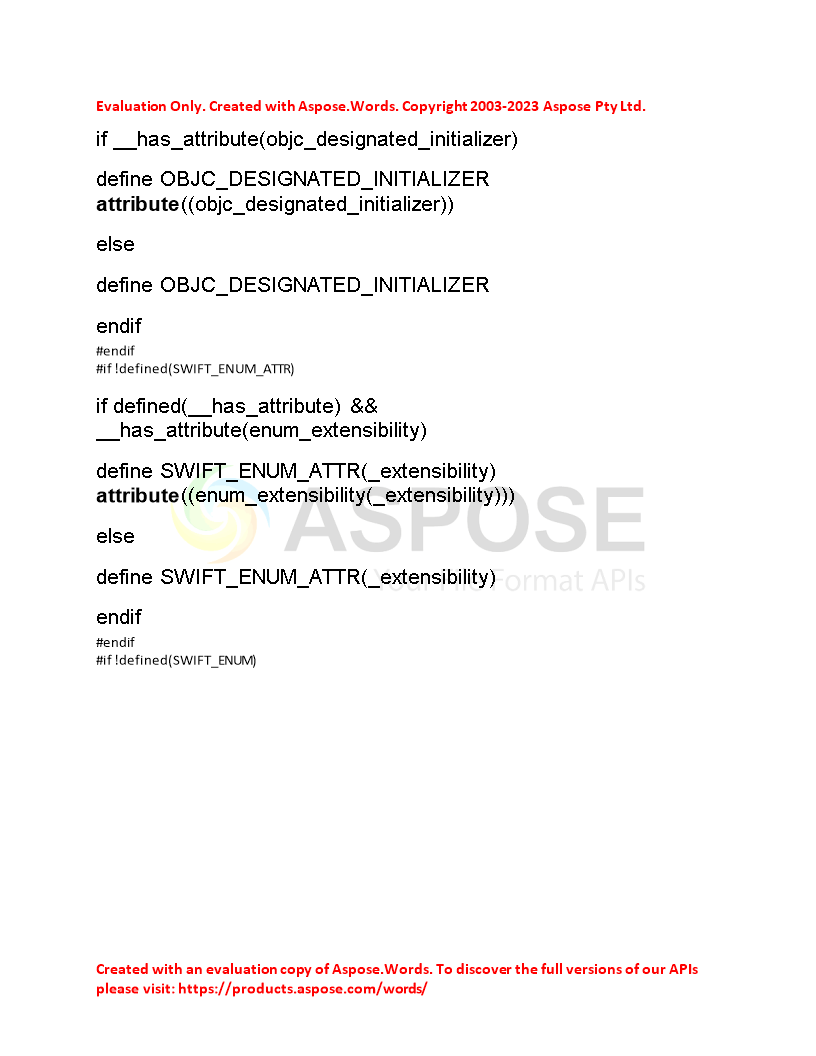 Evaluation Only. Created with Aspose.Words. Copyright 2003-2023 Aspose Pty Ltd.
if __has_attribute(objc_designated_initializer)
define OBJC_DESIGNATED_INITIALIZER
attribute((objc_designated_initializer))
else
define OBJC_DESIGNATED_INITIALIZER
endif
#endif
#if !defined(SWIFT_ENUM_ATTR)
if defined(__has_attribute) &&
__has_attribute(enum_extensibility)
define SWIFT_ENUM_ATTR(_extensibility)
attribute((enum_extensibility(_extensibility)))
ASPOSE
else
define SWIFT_ENUM_ATTR(_extensibility)
Your File Format APIs
endif
#endif
#if !defined(SWIFT_ENUM)
Created with an evaluation copy of Aspose.Words. To discover the full versions of our APIs
please visit: https://products.aspose.com/words/